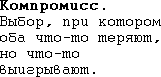 Компромисс.
Выбор, при котором
оба что-то теряют,
но что-то
выигрывают.